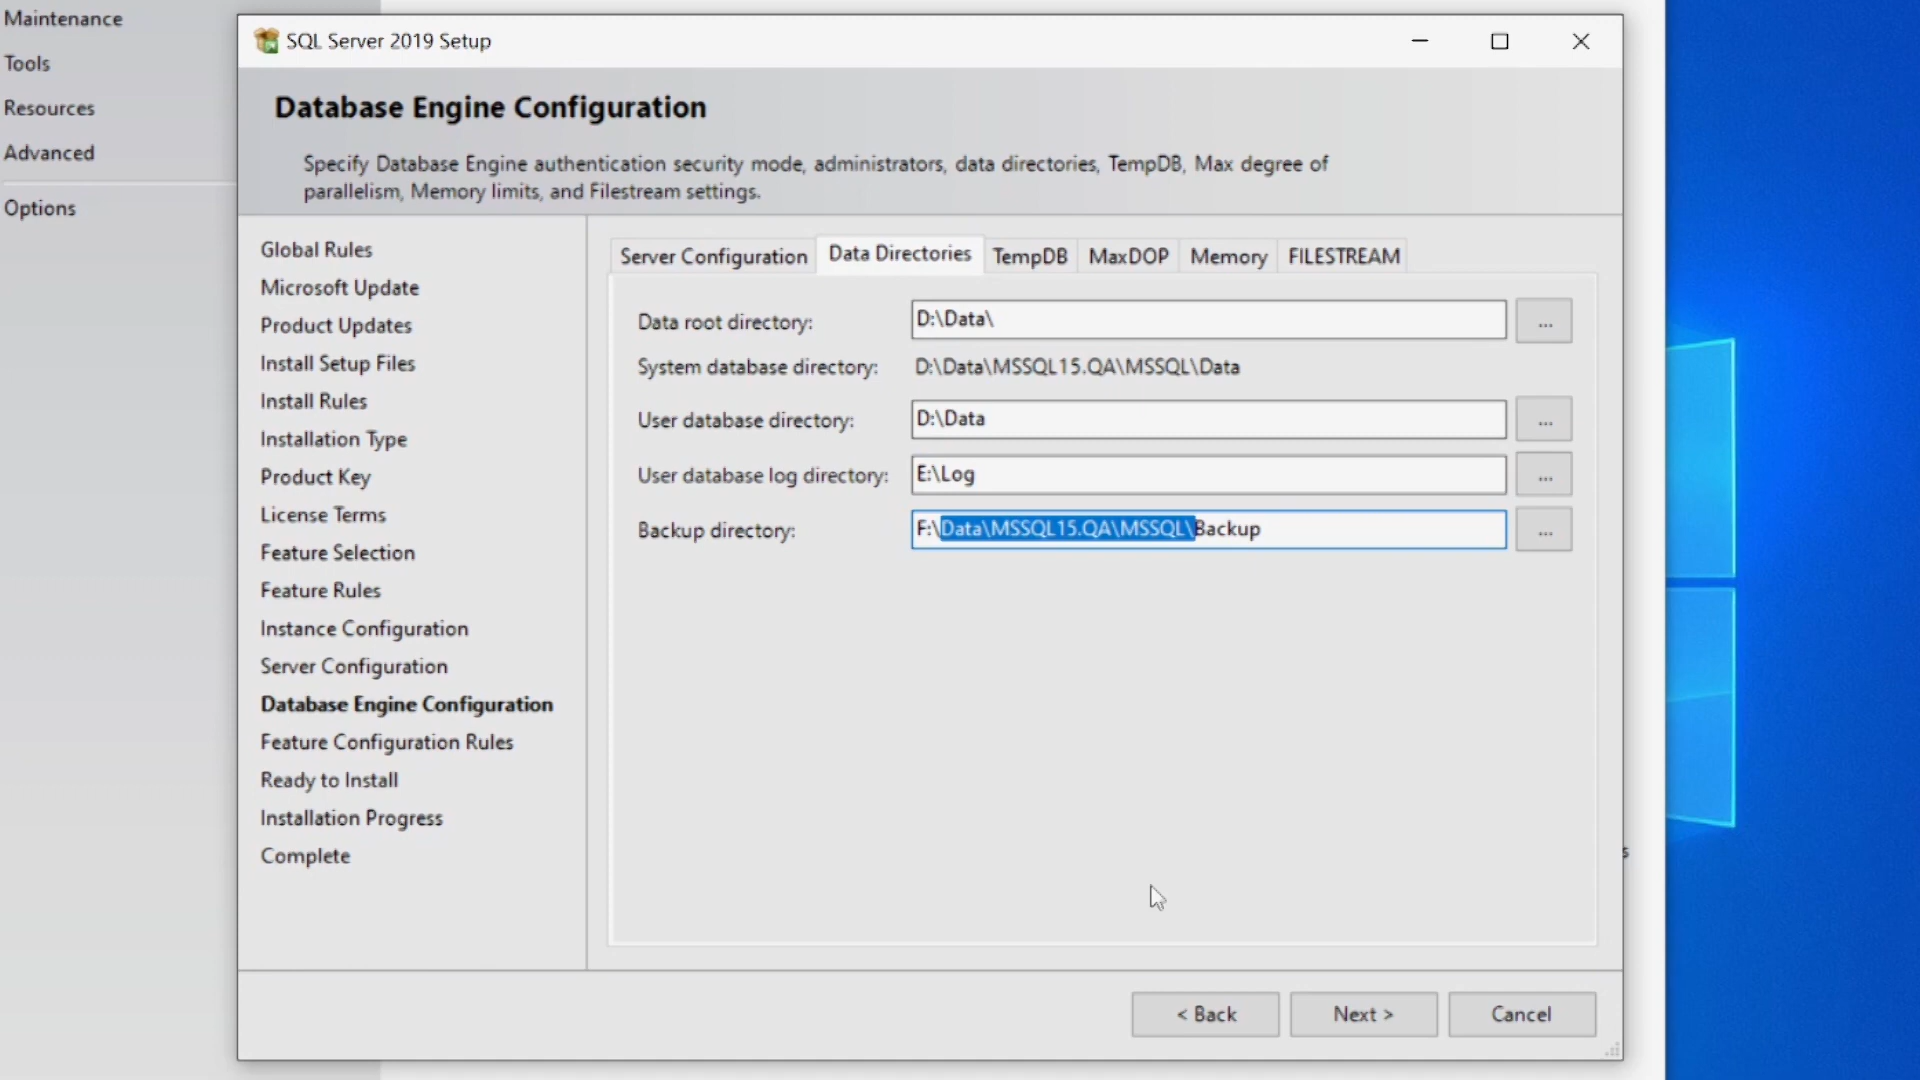 Maintenance
Tools
Resources
Advanced
Options
SQL Server 2019 Setup
Database Engine Configuration
Specify Database Engine authentication security mode, administrators, data directories, TempDB, Max degree of
parallelism, Memory limits, and Filestream settings.
Global Rules
Microsoft Update
Product Updates
Install Setup Files
Install Rules
Installation Type
Product Key
License Terms
Feature Selection
Feature Rules
Instance Configuration
Server Configuration
Database Engine Configuration
Feature Configuration Rules
Ready to Install
Installation Progress
Complete
Server Configuration Data Directories TempDB MaxDOP Memory FILESTREAM
Data root directory: D:\Data\ ...
System database directory: D:\Data\MSSQL15.QA\MSSQL\Data
User database directory: D:\Data ...
User database log directory: E:\Log ...
Backup directory: F:\Data\MSSQL15.QA\MSSQL\Backup ...
s
< Back Next > Cancel